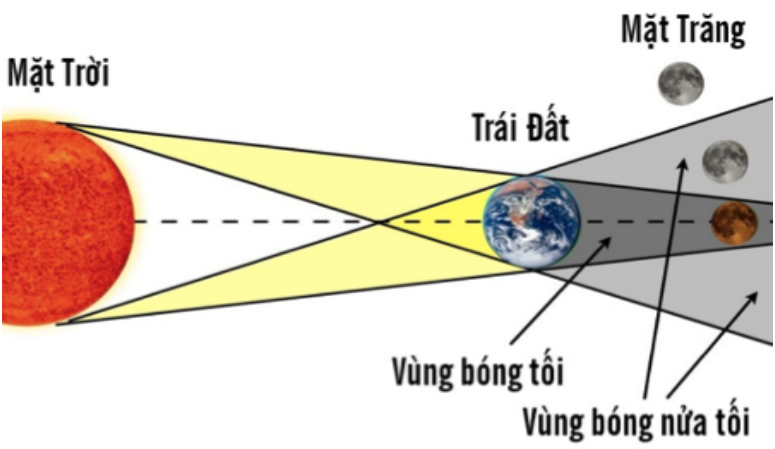 Mặt Trăng
Mặt Trời
Trái Đất
Vùng bóng tối
Vùng bóng nửa tối